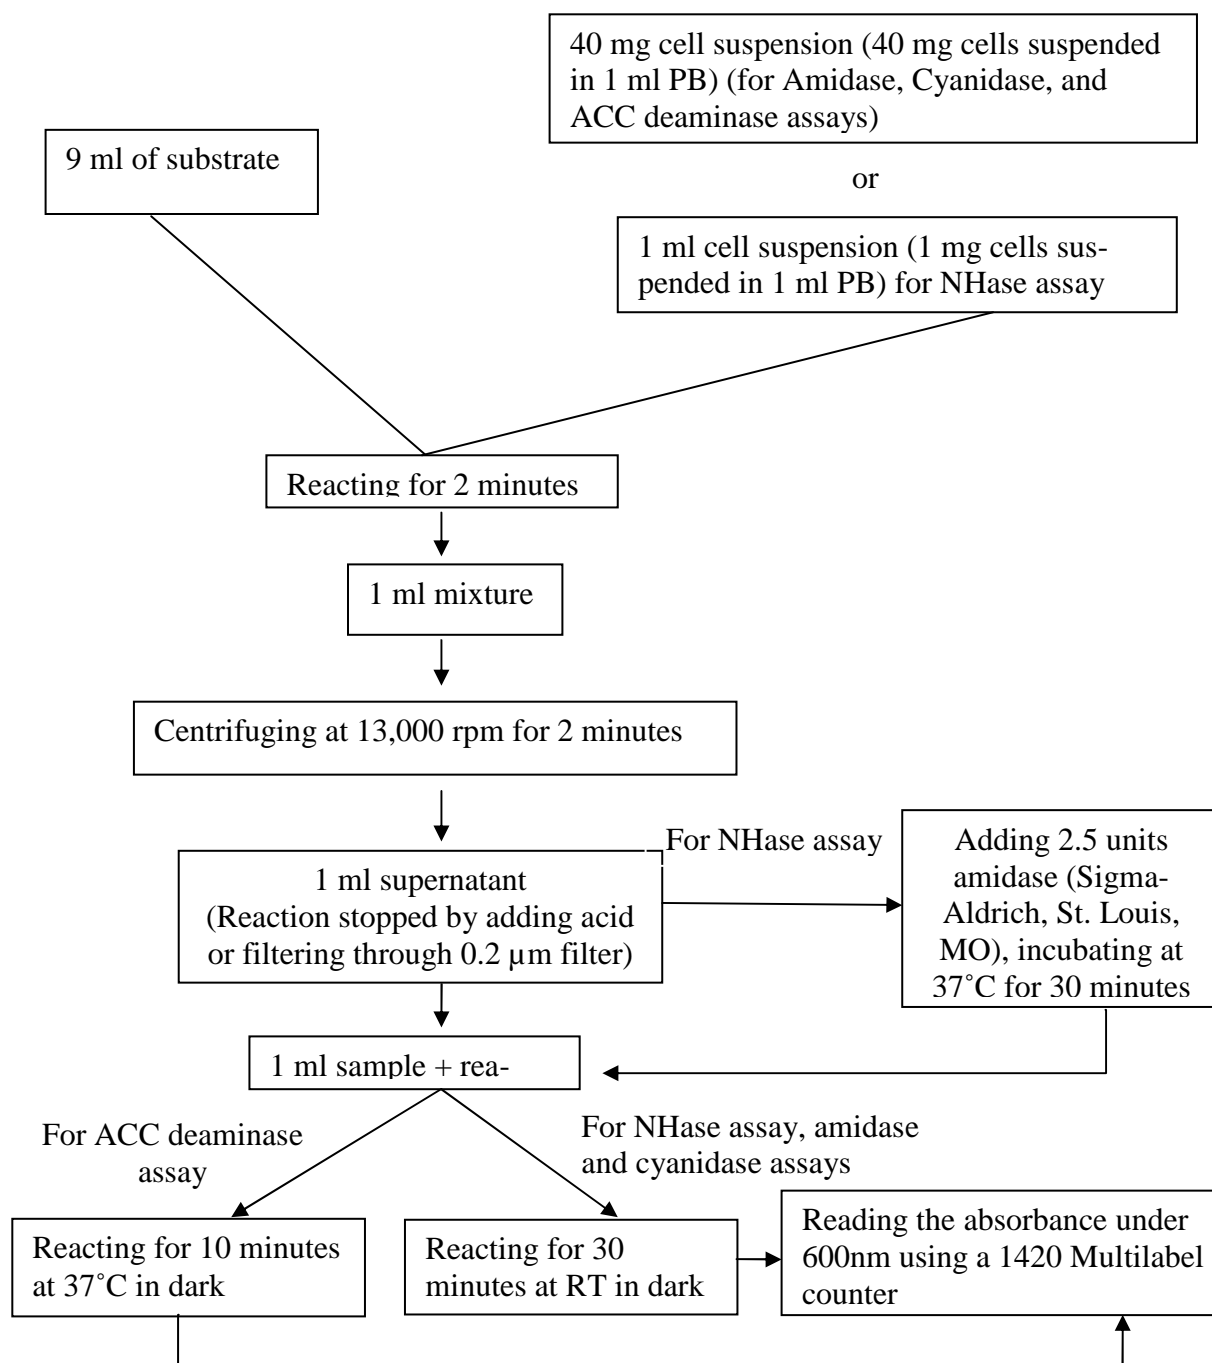 40 mg cell suspension (40 mg cells suspended
in 1 ml PB) (for Amidase, Cyanidase, and
ACC deaminase assays)
9 ml of substrate
or
1 ml cell suspension (1 mg cells sus-
pended in 1 ml PB) for NHase assay
Reacting for 2 minutes
1 ml mixture
Centrifuging at 13,000 rpm for 2 minutes
For NHase assay
1 ml supernatant
(Reaction stopped by adding acid
or filtering through 0.2 µm filter)
Adding 2.5 units
amidase (Sigma-
Aldrich, St. Louis,
MO), incubating at
37˚C for 30 minutes
1 ml sample + rea-
For ACC deaminase
assay
For NHase assay, amidase
and cyanidase assays
Reacting for 10 minutes
at 37˚C in dark
Reacting for 30
minutes at RT in dark
Reading the absorbance under
600nm using a 1420 Multilabel
counter